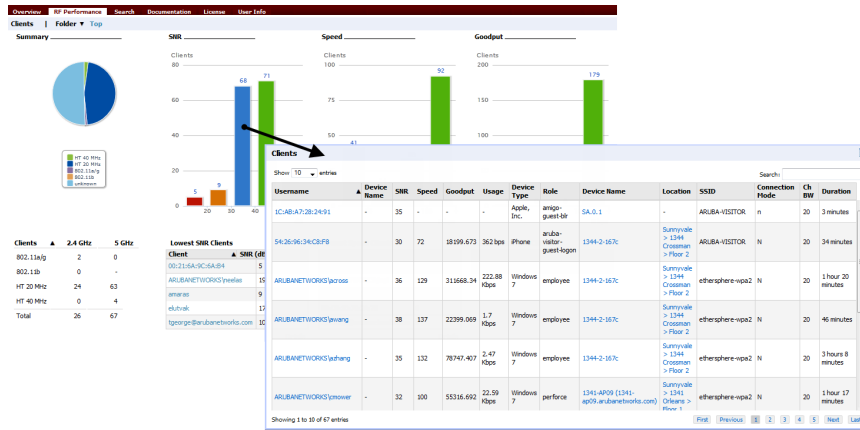 Overview RF Performance Search Documentation License User Info
Clients | Folder ▼ Top
Summary
HT 40 MHz
HT 20 MHz
802.11a/g
802.11b
unknown
SNR
Clients
80
60
40
20
0
5
9
68
71
20 30 40
Speed
Clients
100
75
50
41
92
Goodput
Clients
200
150
100
179
Clients ▲ 2.4 GHz 5 GHz
802.11a/g 2 0
802.11b 0 -
HT 20 MHz 24 63
HT 40 MHz 0 4
Total 26 67
Lowest SNR Clients
Client ▲ SNR (dB
00:21:6A:9C:6A:B4 5
ARUBANETWORKS\neelas 19
amaras 9
elutvak 17
tgeorge@arubanetworks.com 10
Clients
Show 10 entries
Search:
Username ▲ Device Name SNR Speed Goodput Usage Device Type Role Device Name Location SSID Connection Mode Ch BW Duration
1C:AB:A7:28:24:91 - 35 - - - Apple, Inc. amigo-guest-blr SA.0.1 - ARUBA-VISITOR n 20 3 minutes
54:26:96:34:C8:F8 - 30 72 18199.673 362 bps iPhone aruba-visitor-guest-logon 1344-2-167c Sunnyvale > 1344 Crossman > Floor 2 ARUBA-VISITOR N 20 34 minutes
ARUBANETWORKS\across - 36 129 311668.34 222.88 Kbps Windows 7 employee 1344-2-167c Sunnyvale > 1344 Crossman > Floor 2 ethersphere-wpa2 N 20 1 hour 20 minutes
ARUBANETWORKS\awang - 38 137 22399.069 1.7 Kbps Windows 7 employee 1344-2-167c Sunnyvale > 1344 Crossman > Floor 2 ethersphere-wpa2 N 20 46 minutes
ARUBANETWORKS\azhang - 35 132 78747.407 2.47 Kbps Windows 7 employee 1344-2-167c Sunnyvale > 1344 Crossman > Floor 2 ethersphere-wpa2 N 20 3 hours 8 minutes
ARUBANETWORKS\cmower - 32 100 55316.692 22.59 Kbps Windows 7 perforce 1341-AP09 (1341-ap09.arubanetworks.com) Sunnyvale > 1341 Orleans > Floor 1 ethersphere-wpa2 N 20 1 hour 17 minutes
Showing 1 to 10 of 67 entries
First Previous 1 2 3 4 5 Next Last